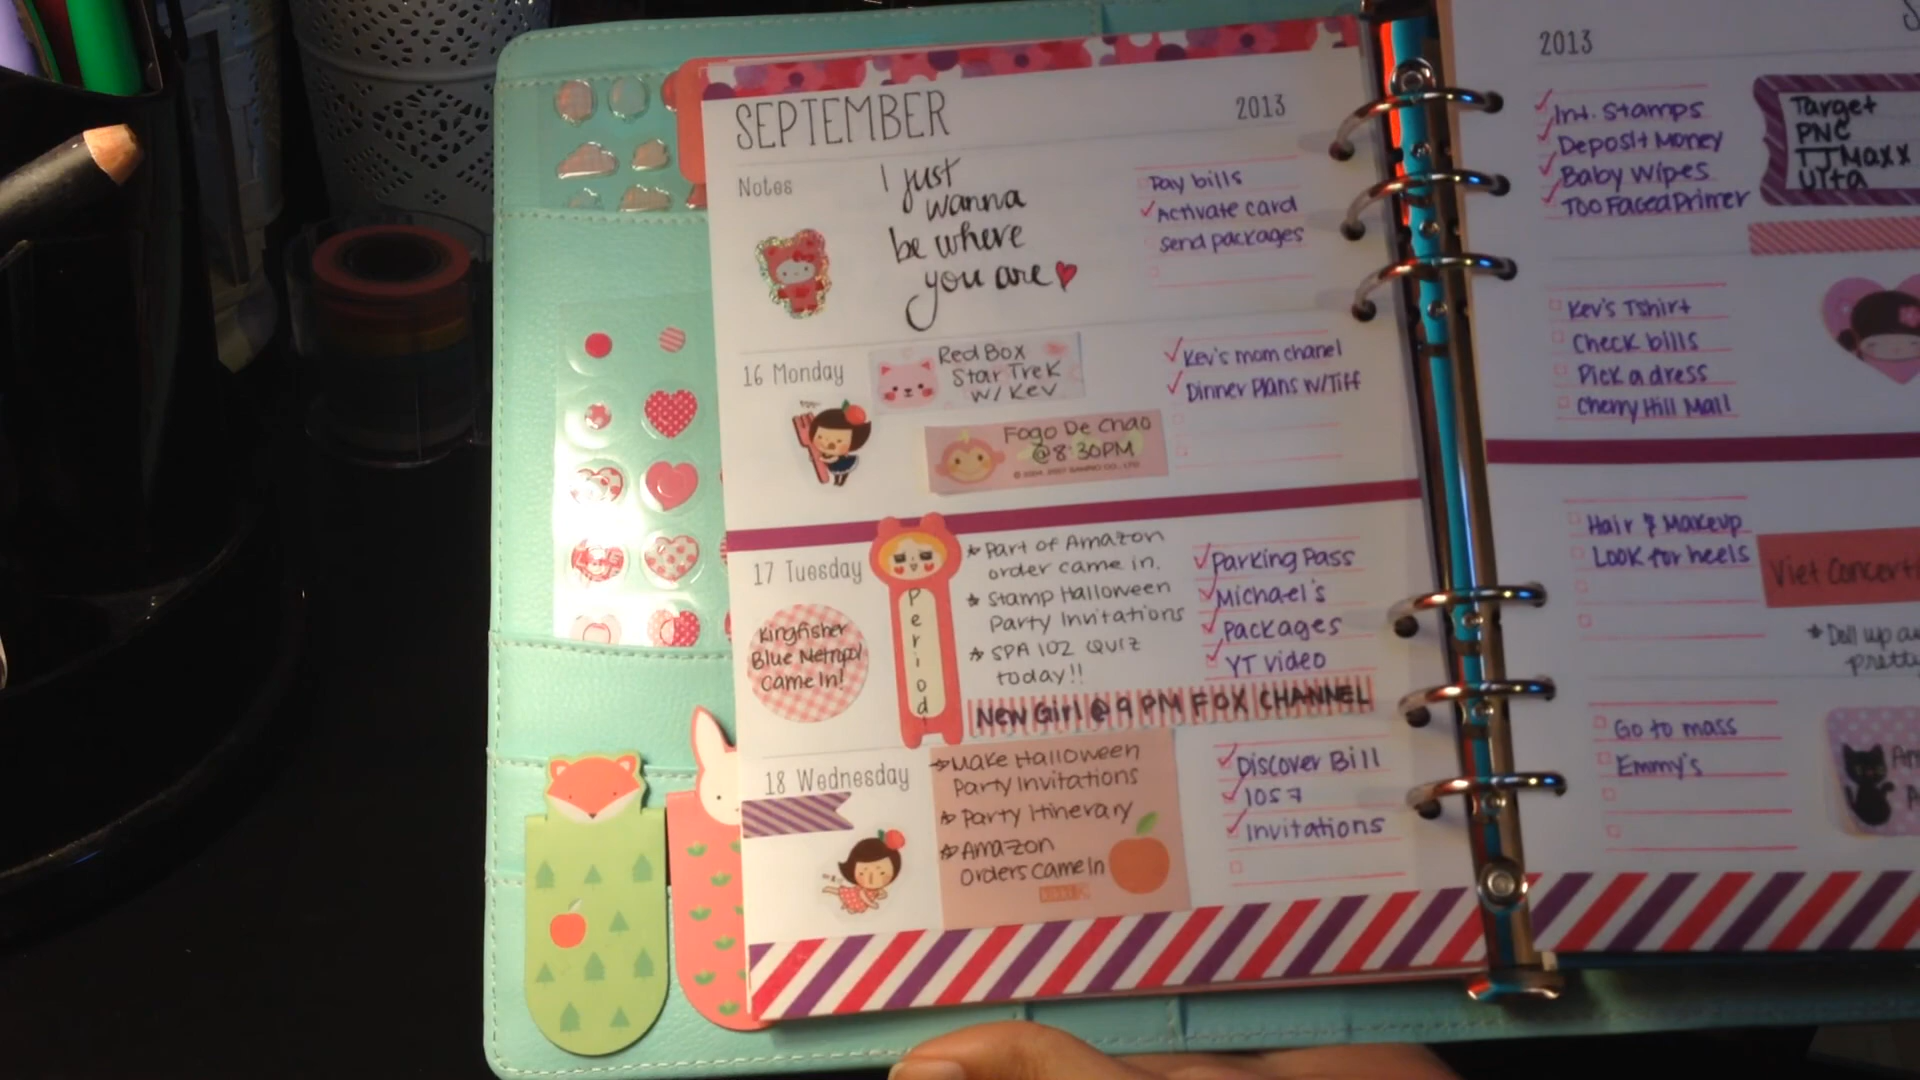 SEPTEMBER
2013
Notes
I just
wanna
be where
you are
Pay bills
Activate card
send packages
16 Monday
Red Box
Star Trek
w/ Kev
Fogo De Chao
@8:30PM
Kev's mom chanel
Dinner Plans w/Tiff
17 Tuesday
Kingfisher
Blue
Came In!
Period!
Part of Amazon
order came in.
Stamp Halloween
Party Invitations
SPA 102 Quiz
today!!
Parking Pass
Michael's
Packages
YT video
New Girl @ 9 PM FOX CHANNEL
18 Wednesday
Make Halloween
Party Invitations
Party Itinerary
Amazon
Orders Came In
Discover Bill
1057
Invitations
2013
Int. Stamps
Deposit Money
Baby Wipes
Too Faced Primer
Target
PNC
TJ Maxx
Ulta
Kev's Tshirt
Check bills
Pick a dress
Cherry Hill Mall
Hair & Makeup
Look for heels
Viet Concert
Doll up
pretty
Go to mass
Emmy's